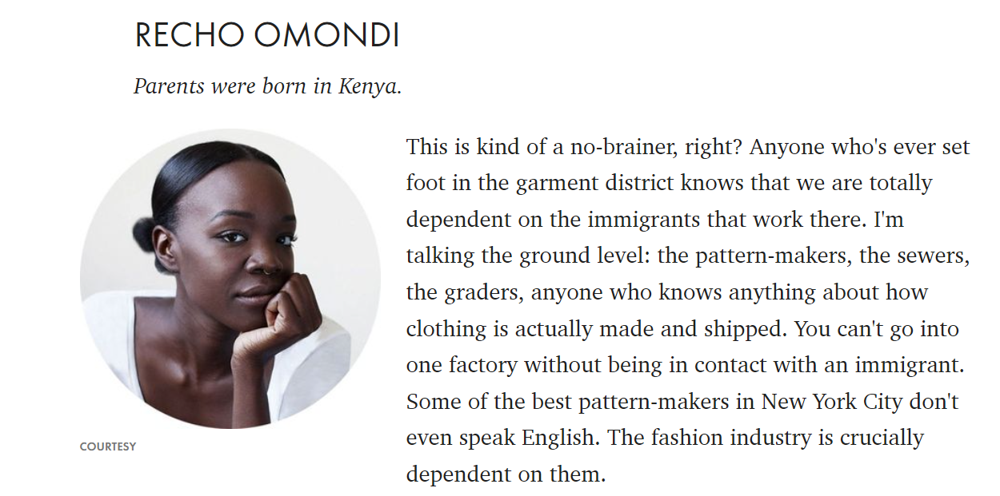 RECHO OMONDI
Parents were born in Kenya.
This is kind of a no-brainer, right? Anyone who's ever set
foot in the garment district knows that we are totally
dependent on the immigrants that work there. I'm
talking the ground level: the pattern-makers, the sewers,
the graders, anyone who knows anything about how
clothing is actually made and shipped. You can't go into
one factory without being in contact with an immigrant.
Some of the best pattern-makers in New York City don't
even speak English. The fashion industry is crucially
dependent on them.
COURTESY